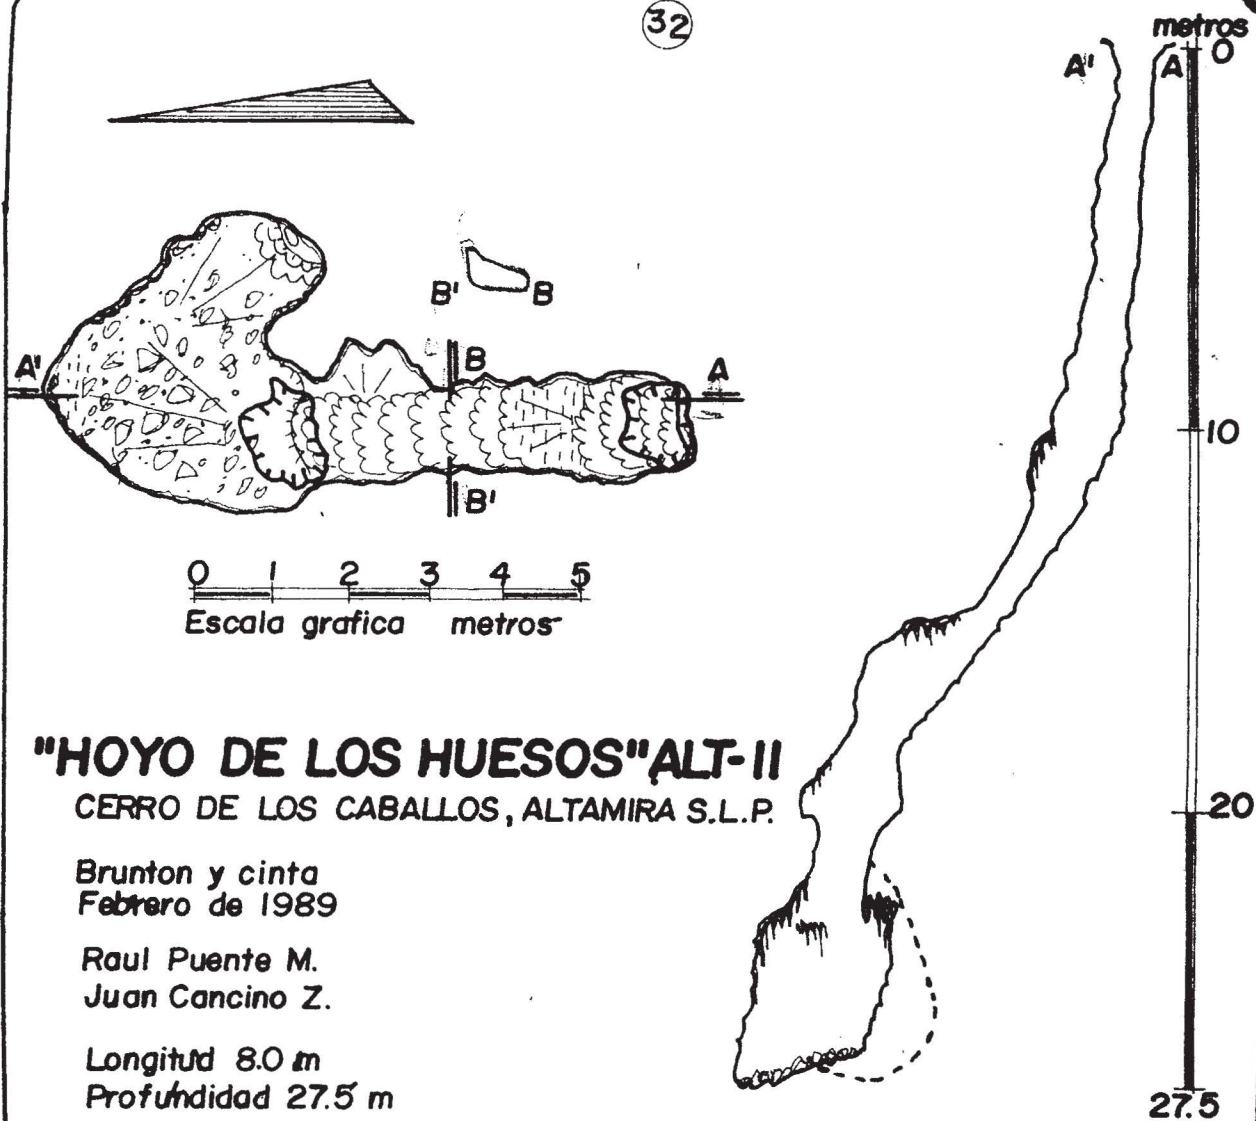 32
metros
0
A'
A
B'
B
A'
B
A
10
B'
0 1 2 3 4 5
Escala grafica metros
"HOYO DE LOS HUESOS" ALT-II
CERRO DE LOS CABALLOS, ALTAMIRA S.L.P.
20
Brunton y cinta
Febrero de 1989
Raul Puente M.
Juan Cancino Z.
Longitud 8.0 m
Profundidad 27.5 m
27.5